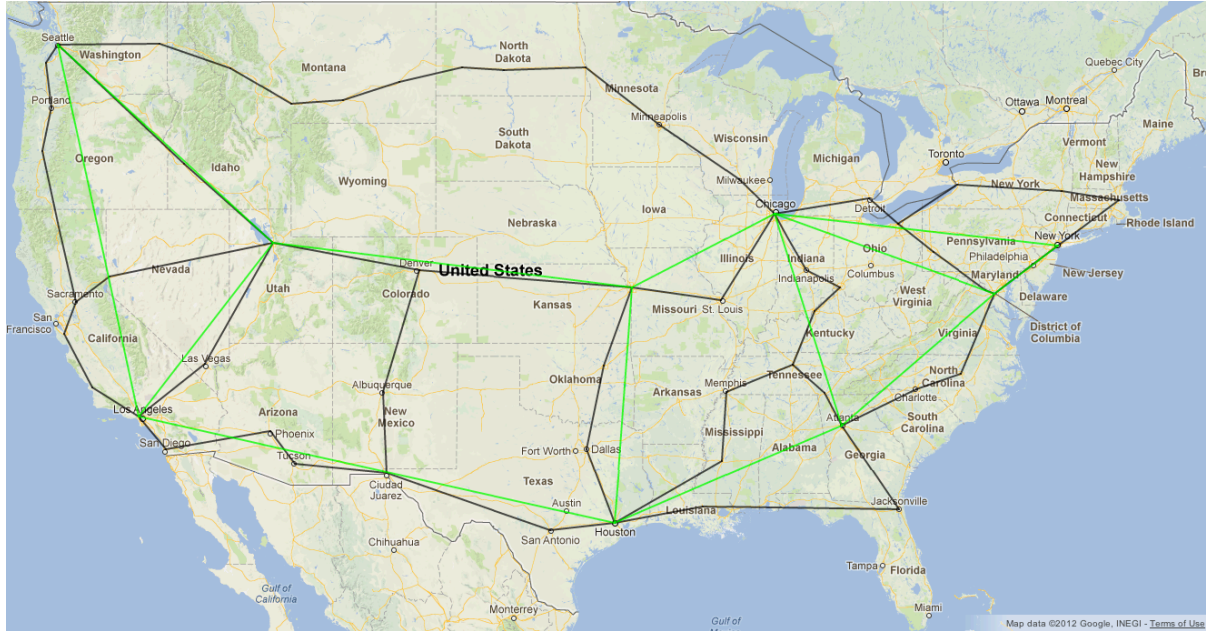 Seattle
Washington
Montana
North
Dakota
Minnesota
Quebec City
Bru
Portland
Minneapolis
Ottawa
Montreal
Maine
Oregon
Idaho
South
Dakota
Wisconsin
Michigan
Toronto
Vermont
New
Hampshire
Wyoming
Milwaukee
New York
Massachusetts
Nebraska
Iowa
Chicago
Detroit
Connecticut
Rhode Island
Nevada
Utah
Denver
United States
Colorado
Kansas
Missouri
Illinois
Indiana
Indianapolis
Ohio
Columbus
Pennsylvania
New York
Philadelphia
Maryland
New Jersey
Delaware
Sacramento
San
Francisco
California
St. Louis
West
Virginia
Virginia
District of
Columbia
Kentucky
Las Vegas
Albuquerque
New
Mexico
Oklahoma
Arkansas
Memphis
Tennessee
North
Carolina
Charlotte
Los Angeles
San Diego
Arizona
Phoenix
Tucson
Mississippi
Alabama
Atlanta
Georgia
South
Carolina
Fort Worth
Dallas
Texas
Ciudad
Juarez
Austin
San Antonio
Houston
Louisiana
Jacksonville
Chihuahua
Tampa
Florida
Gulf of
California
Monterrey
Miami
Gulf of
Map data ©2012 Google, INEGI - Terms of Use